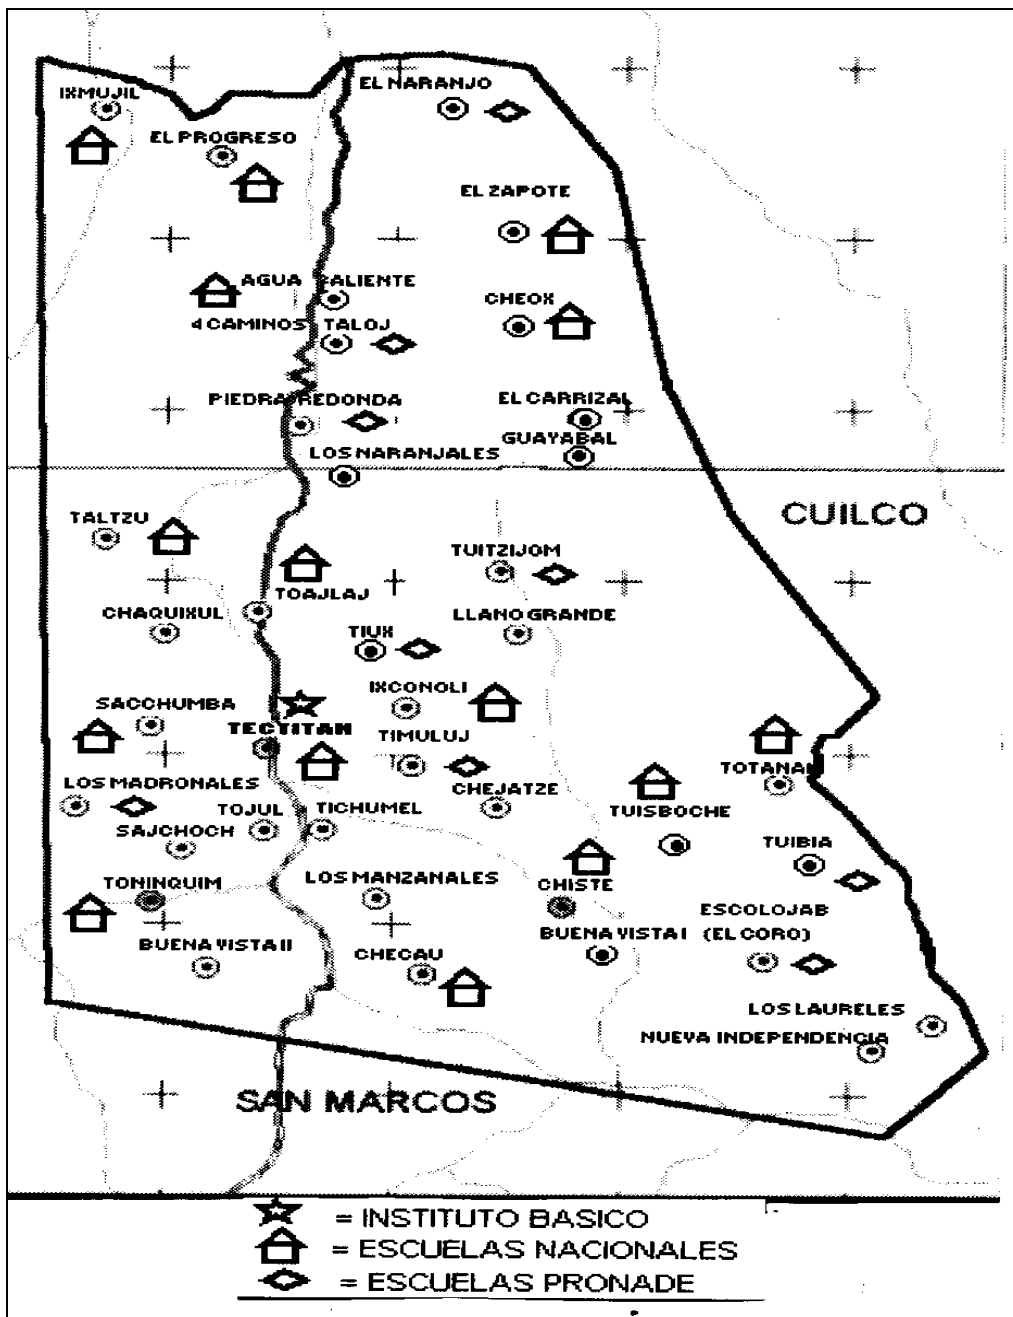 EL NARANJO
IXMUJIL
EL PROGRESO
EL ZAPOTE
AGUA CALIENTE
CHEOX
4 CAMINOS TALOJ
PIEDRA REDONDA
EL CARRIZAL
GUAYABAL
LOS NARANJALES
CUILCO
TALTZU
TUITZIJOM
TOAJLAJ
CHAQUIXUL
LLANO GRANDE
TIUX
IXCONOLI
SACCHUMBA
TECTITAN
TIMULUJ
TOTANAM
LOS MADRONALES
CHEJATZE
TOJUL
TICHUMEL
TUISBOCHE
SAJCHOCH
TUIBIA
TONINQUIM
LOS MANZANALES
CHISTE
ESCOLOJAB
(EL CORO)
BUENA VISTA I
BUENA VISTA II
CHECAU
LOS LAURELES
NUEVA INDEPENDENCIA
SAN MARCOS
= INSTITUTO BASICO
= ESCUELAS NACIONALES
= ESCUELAS PRONADE